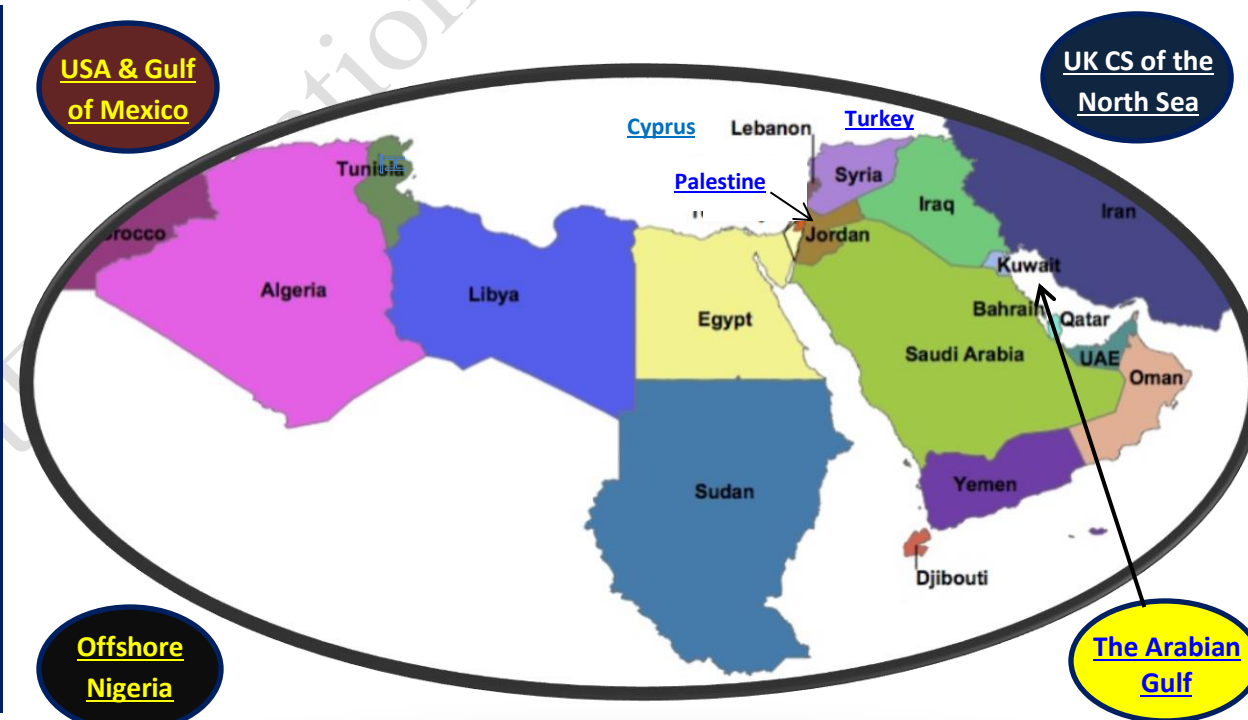 USA & Gulf
of Mexico
UK CS of the
North Sea
Cyprus
Lebanon
Turkey
Tunisia
Palestine
Syria
Iraq
Iran
rocco
Jordan
Kuwait
Algeria
Libya
Egypt
Bahrain
Qatar
Saudi Arabia
UAE
Oman
Sudan
Yemen
Djibouti
Offshore
Nigeria
The Arabian
Gulf